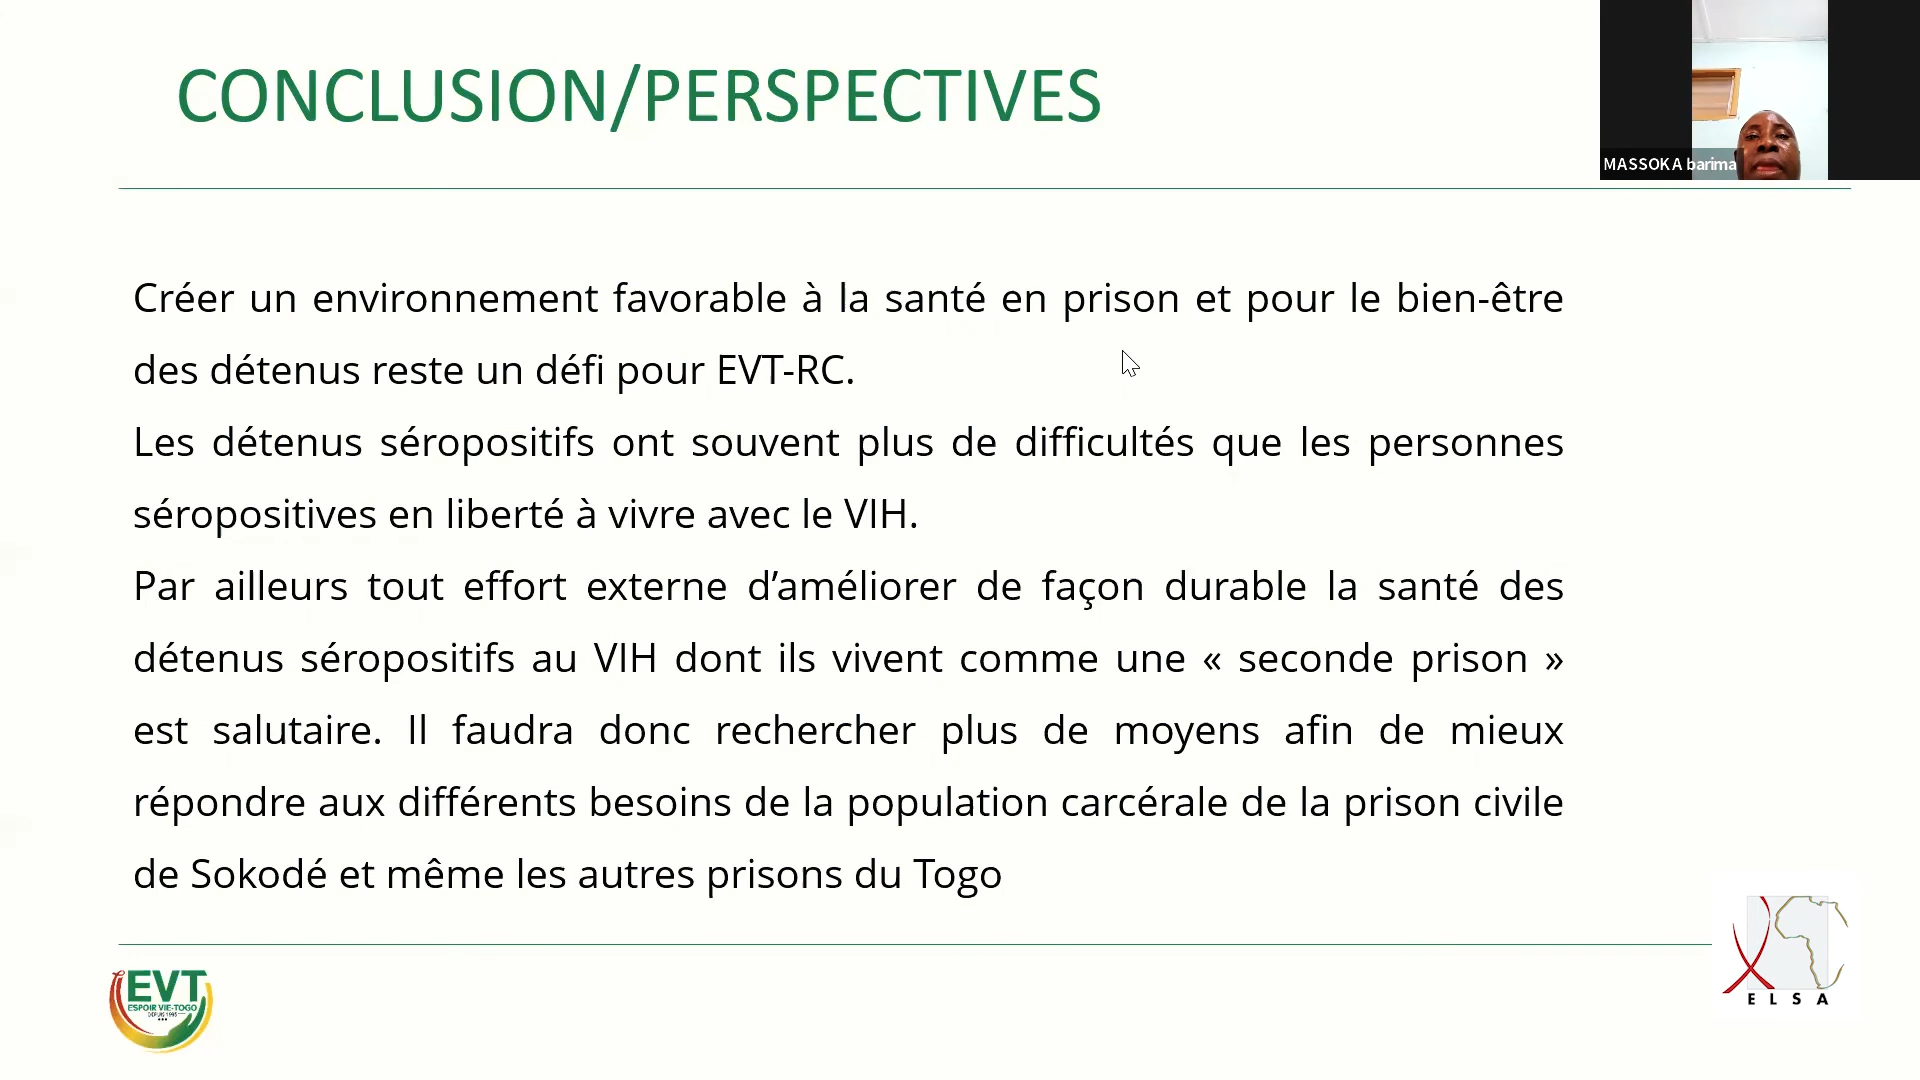 CONCLUSION/PERSPECTIVES
MASSOKA barima
Créer un environnement favorable à la santé en prison et pour le bien-être
des détenus reste un défi pour EVT-RC.
Les détenus séropositifs ont souvent plus de difficultés que les personnes
séropositives en liberté à vivre avec le VIH.
Par ailleurs tout effort externe d’améliorer de façon durable la santé des
détenus séropositifs au VIH dont ils vivent comme une « seconde prison »
est salutaire. Il faudra donc rechercher plus de moyens afin de mieux
répondre aux différents besoins de la population carcérale de la prison civile
de Sokodé et même les autres prisons du Togo
EVT
ESPOIR VIE-TOGO
DEPUIS 1995
ELSA